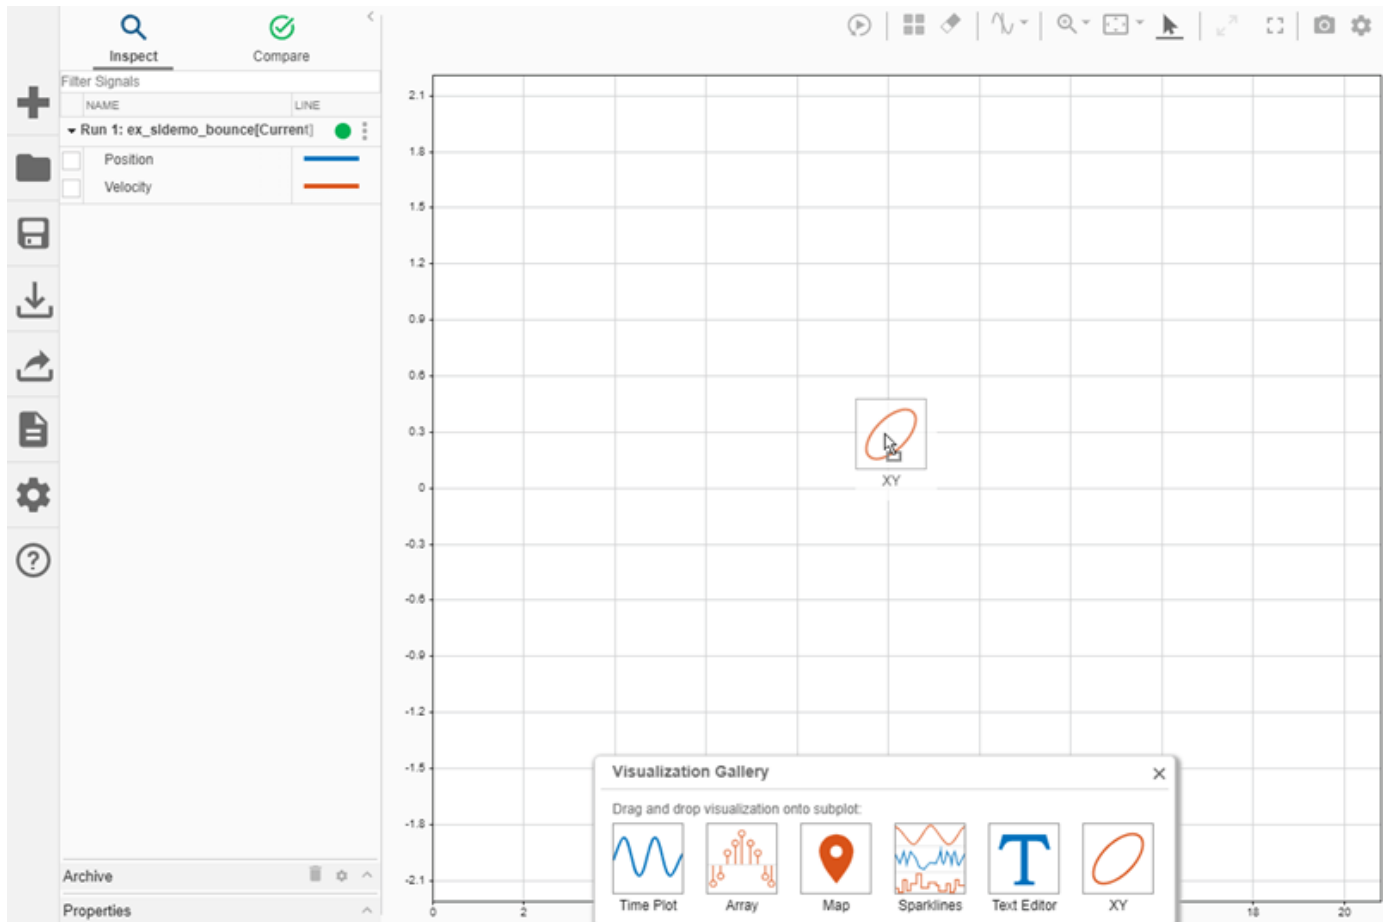 Inspect
Compare
Filter Signals
NAME
LINE
Run 1: ex_sldemo_bounce[Current]
Position
Velocity
Archive
Properties
2.1
1.8
1.5
1.2
0.9
0.6
0.3
0
-0.3
-0.6
-0.9
-1.2
-1.5
-1.8
-2.1
0
2
18
20
XY
Visualization Gallery
Drag and drop visualization onto subplot:
Time Plot
Array
Map
Sparklines
Text Editor
XY